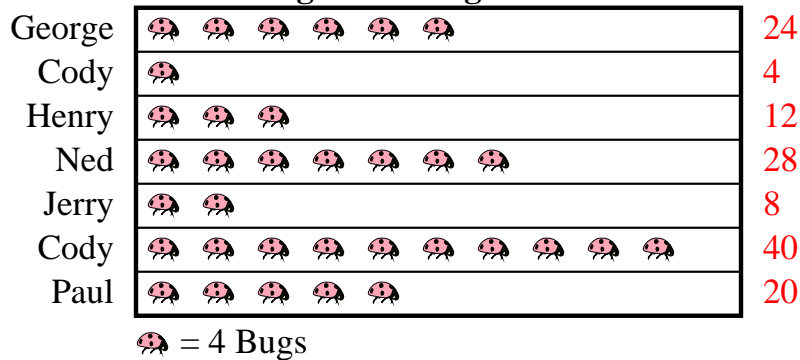 George 24
Cody 4
Henry 12
Ned 28
Jerry 8
Cody 40
Paul 20
= 4 Bugs